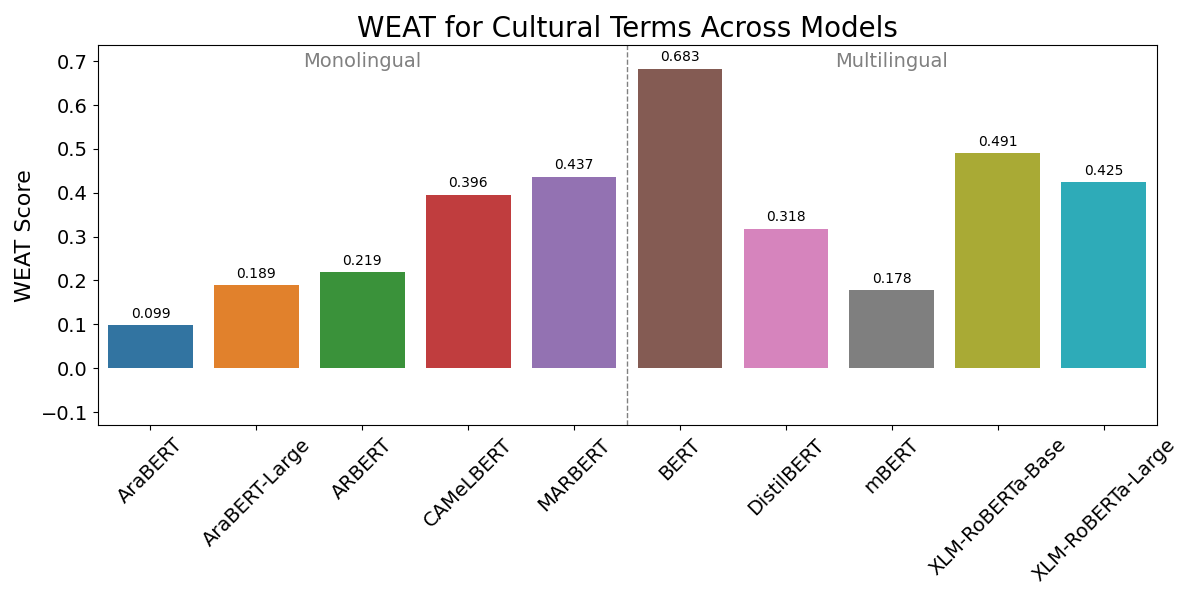 WEAT for Cultural Terms Across Models
Monolingual
Multilingual
WEAT Score
0.7
0.6
0.5
0.4
0.3
0.2
0.1
0.0
−0.1
0.099
0.189
0.219
0.396
0.437
0.683
0.318
0.178
0.491
0.425
AraBERT
AraBERT-Large
ARBERT
CAMeLBERT
MARBERT
BERT
DistilBERT
mBERT
XLM-RoBERTa-Base
XLM-RoBERTa-Large